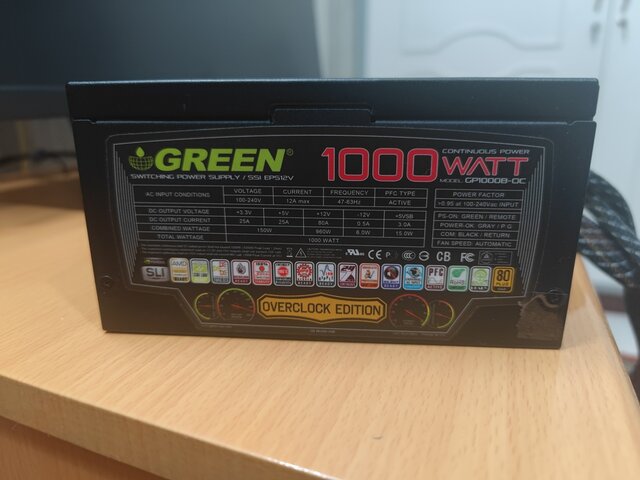 GREEN®
SWITCHING POWER SUPPLY / SSI EPS12V
1000 WATT
CONTINUOUS POWER
MODEL: GP1000B-OC
AC INPUT CONDITIONS VOLTAGE CURRENT FREQUENCY PFC TYPE
100-240V 12A max 47-63Hz ACTIVE
DC OUTPUT VOLTAGE +3.3V +5V +12V -12V +5VSB
DC OUTPUT CURRENT 25A 25A 80A 0.5A 3.0A
COMBINED WATTAGE 150W 960W 6.0W 15.0W
TOTAL WATTAGE 1000 WATT
POWER FACTOR
>0.95 at 100-240Vac INPUT
PS-ON: GREEN / REMOTE
POWER-OK: GRAY / P.G
COM: BLACK / RETURN
FAN SPEED: AUTOMATIC
CE CB
SLI
PFC
80
PLUS
OVERCLOCK EDITION